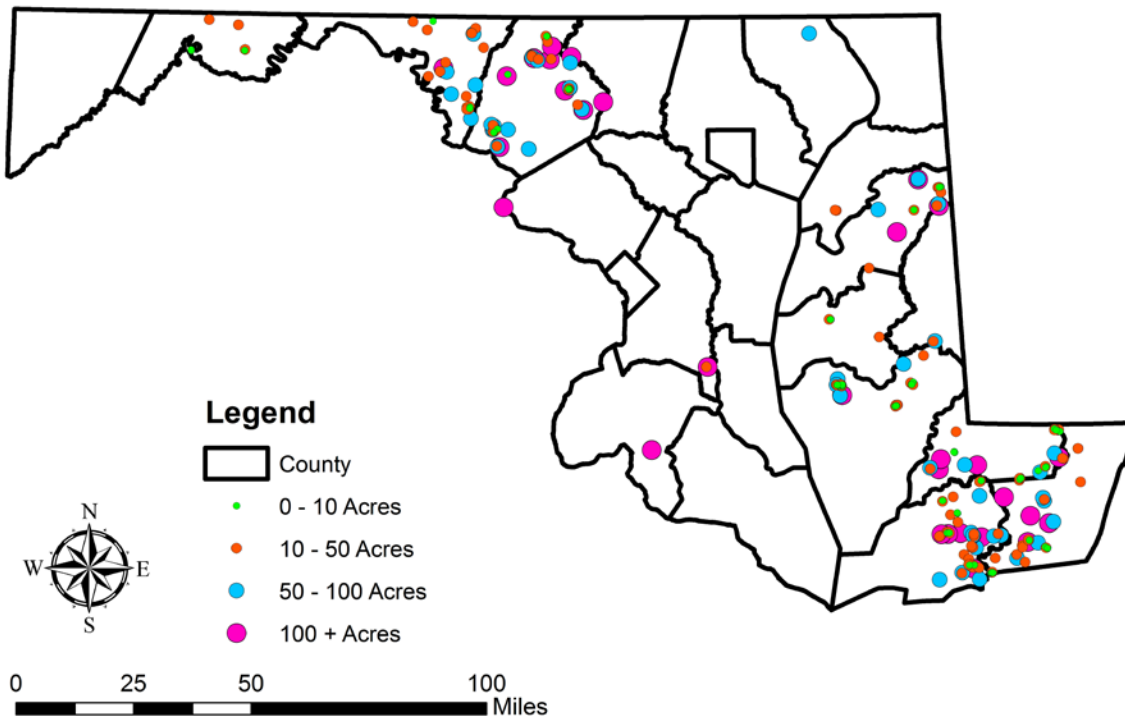 Legend
County
0 - 10 Acres
10 - 50 Acres
50 - 100 Acres
100 + Acres
N
W E
S
0 25 50 100
Miles